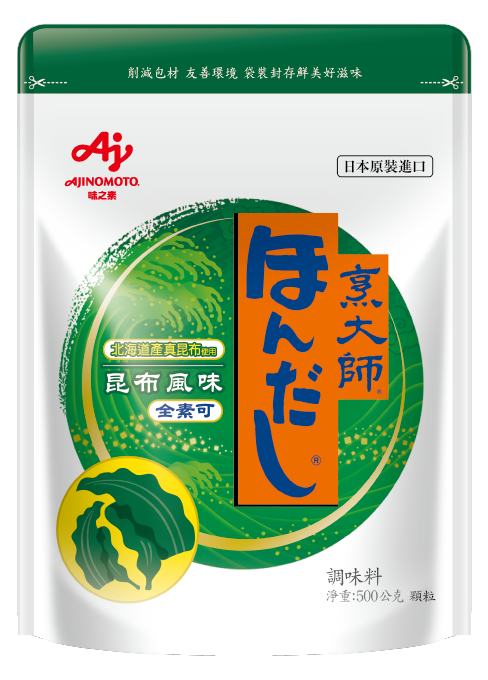 削減包材 友善環境 袋裝封存鮮美好滋味
Aj
AJINOMOTO®
味之素
日本原裝進口
ほんだし®
烹大師®
北海道產真昆布使用
昆布風味
全素可
調味料
淨重:500公克 顆粒